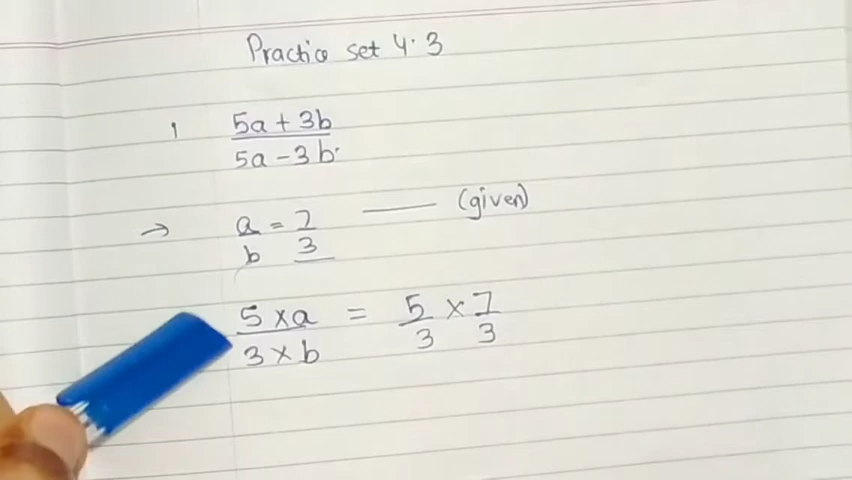 Practice set 4.3
1 5a + 3b
5a - 3b
→ a = 7 (given)
b 3
5 × a = 5 × 7
3 × b 3 3